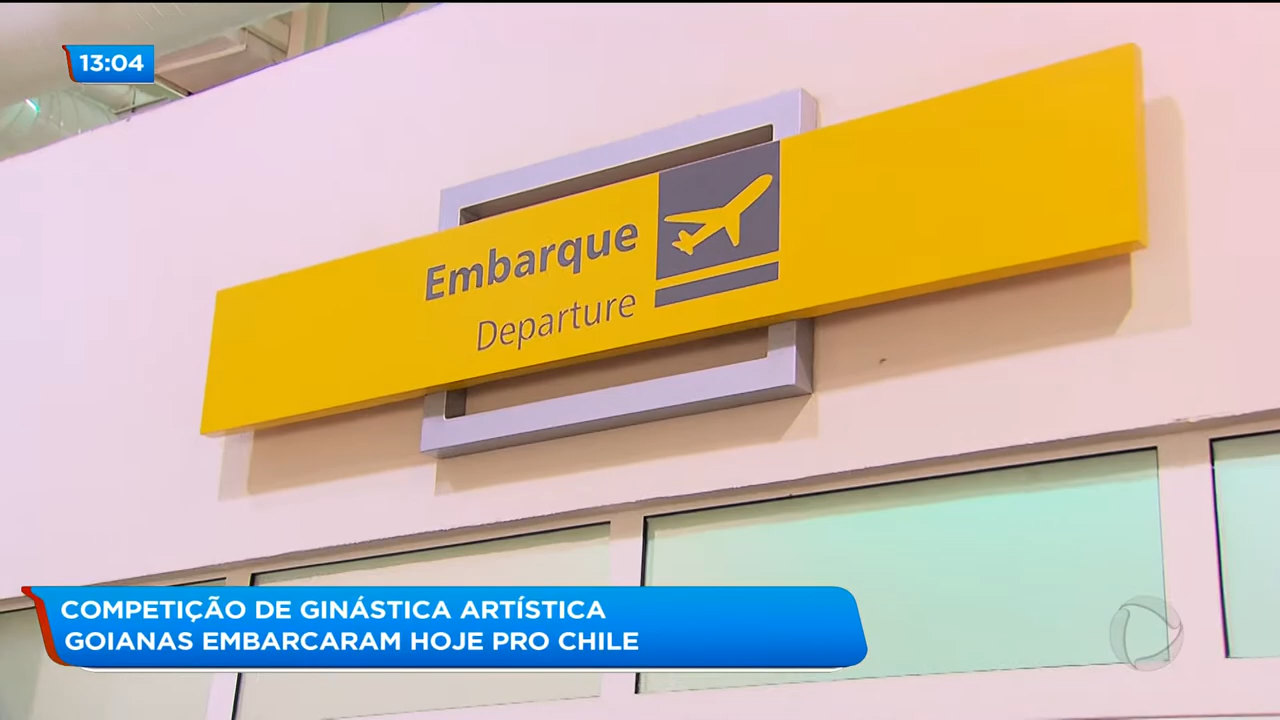 13:04
Embarque
Departure
COMPETIÇÃO DE GINÁSTICA ARTÍSTICA
GOIANAS EMBARCARAM HOJE PRO CHILE